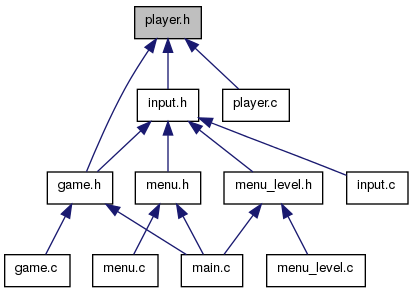 player.h
input.h
player.c
game.h
menu.h
menu_level.h
input.c
game.c
menu.c
main.c
menu_level.c